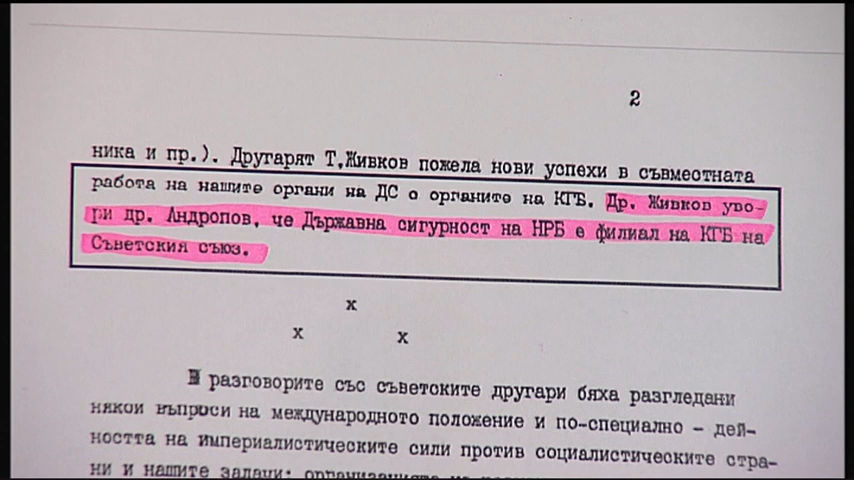 2
ника и пр.). Другарят Т.Живков пожела нови успехи в съвместната
работа на нашите органи на ДС с органите на КГБ. Др. Живков уво-
ри др. Андропов, че Държавна сигурност на НРБ е филиал на КГБ на
Съветския съюз.
х
х х
В разговорите със съветските другари бяха разгледани
някои въпроси на международното положение и по-специално - дей-
ността на империалистическите сили против социалистическите стра-
ни и нашите задачи; организацията на